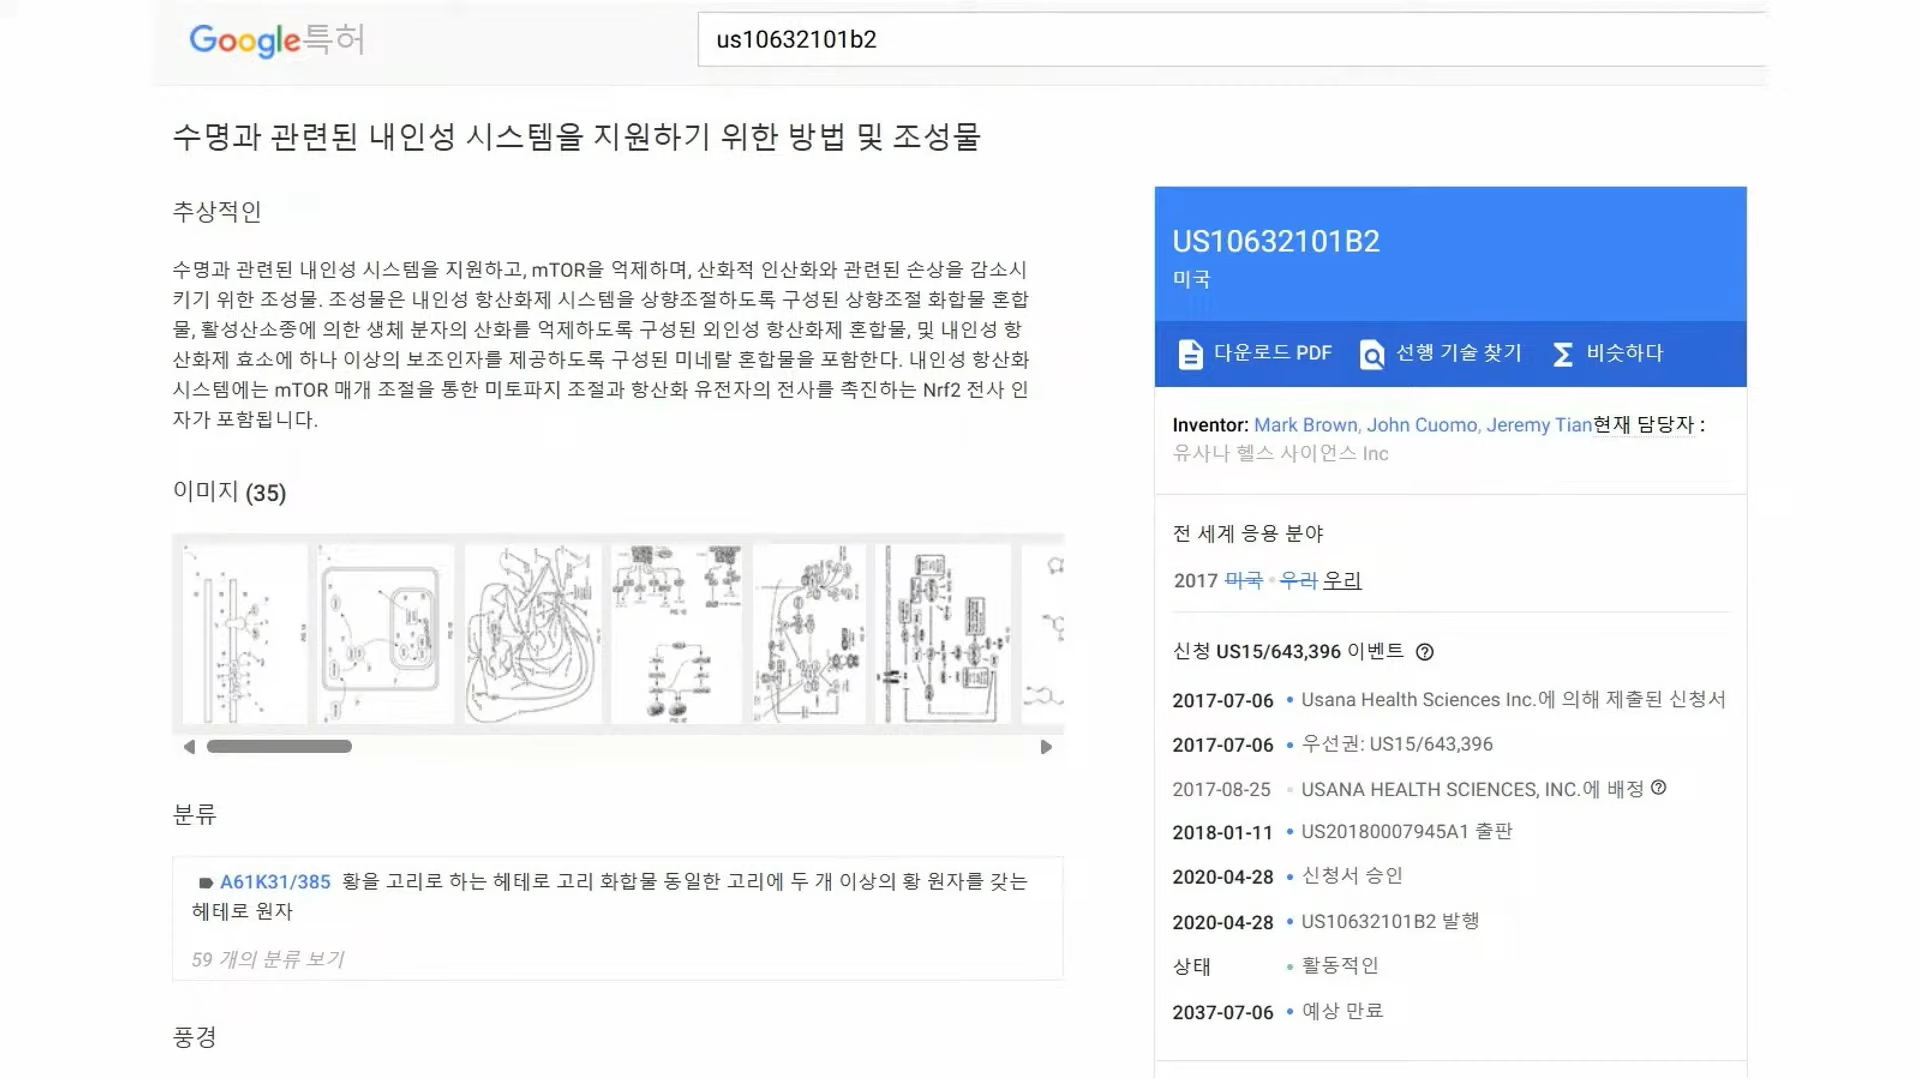 Google특허
us10632101b2
수명과 관련된 내인성 시스템을 지원하기 위한 방법 및 조성물
추상적인
수명과 관련된 내인성 시스템을 지원하고, mTOR을 억제하며, 산화적 인산화와 관련된 손상을 감소시
키기 위한 조성물. 조성물은 내인성 항산화제 시스템을 상향조절하도록 구성된 상향조절 화합물 혼합
물, 활성산소종에 의한 생체 분자의 산화를 억제하도록 구성된 외인성 항산화제 혼합물, 및 내인성 항
산화제 효소에 하나 이상의 보조인자를 제공하도록 구성된 미네랄 혼합물을 포함한다. 내인성 항산화
시스템에는 mTOR 매개 조절을 통한 미토파지 조절과 항산화 유전자의 전사를 촉진하는 Nrf2 전사 인
자가 포함됩니다.
이미지 (35)
분류
A61K31/385 황을 고리로 하는 헤테로 고리 화합물 동일한 고리에 두 개 이상의 황 원자를 갖는
헤테로 원자
59 개의 분류 보기
풍경
US10632101B2
미국
다운로드 PDF 선행 기술 찾기 비슷하다
Inventor: Mark Brown, John Cuomo, Jeremy Tian현재 담당자 :
유사나 헬스 사이언스 Inc
전 세계 응용 분야
2017 미국 • 우리 우리
신청 US15/643,396 이벤트
2017-07-06 • Usana Health Sciences Inc.에 의해 제출된 신청서
2017-07-06 • 우선권: US15/643,396
2017-08-25 • USANA HEALTH SCIENCES, INC.에 배정
2018-01-11 • US20180007945A1 출판
2020-04-28 • 신청서 승인
2020-04-28 • US10632101B2 발행
상태 • 활동적인
2037-07-06 • 예상 만료